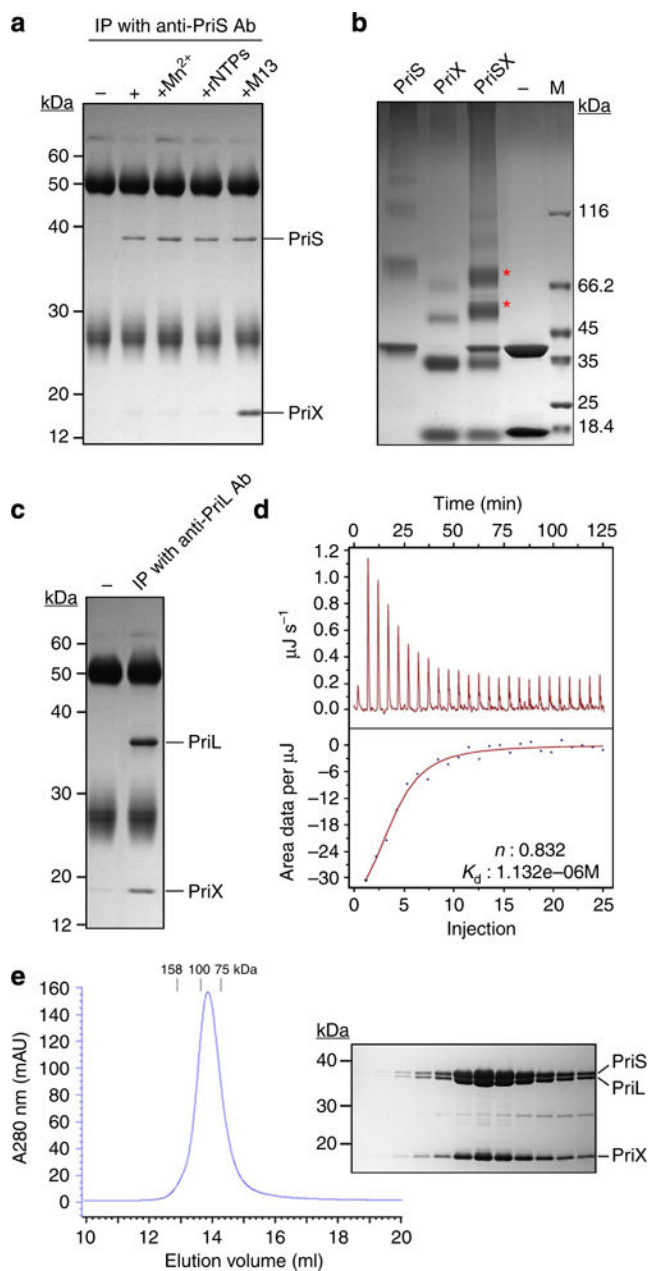 a
IP with anti-PriS Ab
kDa
– + +Mn²⁺ +rNTPs +M13
60
50
40
30
20
12
PriS
PriX
b
PriS PriX PriSX – M
kDa
116
66.2
45
35
25
18.4
*
*
c
– IP with anti-PriL Ab
kDa
60
50
40
30
20
12
PriL
PriX
d
Time (min)
0 25 50 75 100 125
1.2
1.0
0.8
0.6
0.4
0.2
0.0
µJ s⁻¹
0
–6
–12
–18
–24
–30
Area data per µJ
n : 0.832
Kd : 1.132e–06M
0 5 10 15 20 25
Injection
e
158 100 75 kDa
160
140
120
100
80
60
40
20
0
A280 nm (mAU)
10 12 14 16 18 20
Elution volume (ml)
kDa
40
30
20
PriS
PriL
PriX